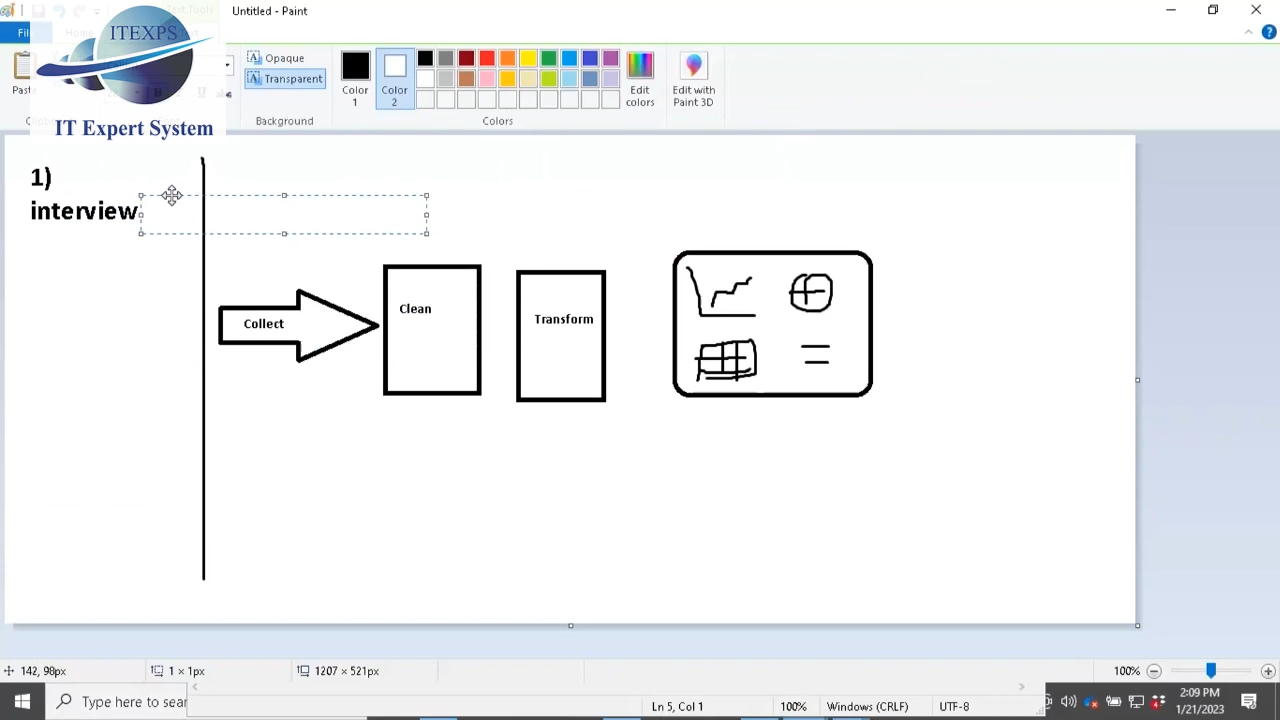 Untitled - Paint
ITEXPS
IT Expert System
File
Paste
Opaque
Transparent
Background
Color 1
Color 2
Edit colors
Edit with Paint 3D
Colors
1)
interview
Collect
Clean
Transform
142, 98px
1 × 1px
1207 × 521px
100%
Type here to sear
Ln 5, Col 1
100%
Windows (CRLF)
UTF-8
2:09 PM
1/21/2023